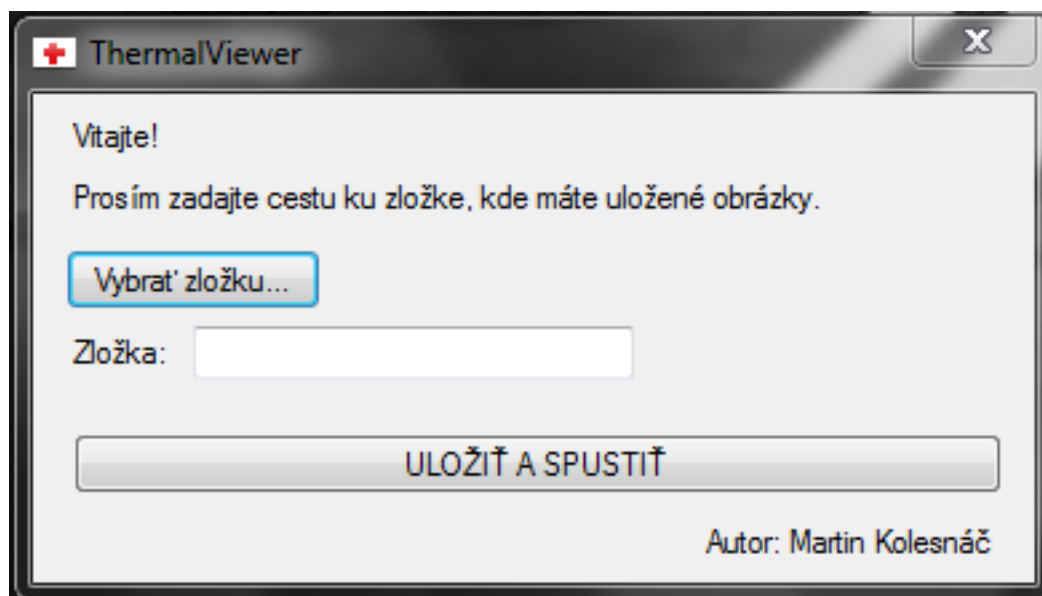 ThermalViewer
Vitajte!
Prosím zadajte cestu ku zložke, kde máte uložené obrázky.
Vybrať zložku...
Zložka:
ULOŽIŤ A SPUSTIŤ
Autor: Martin Kolesnáč